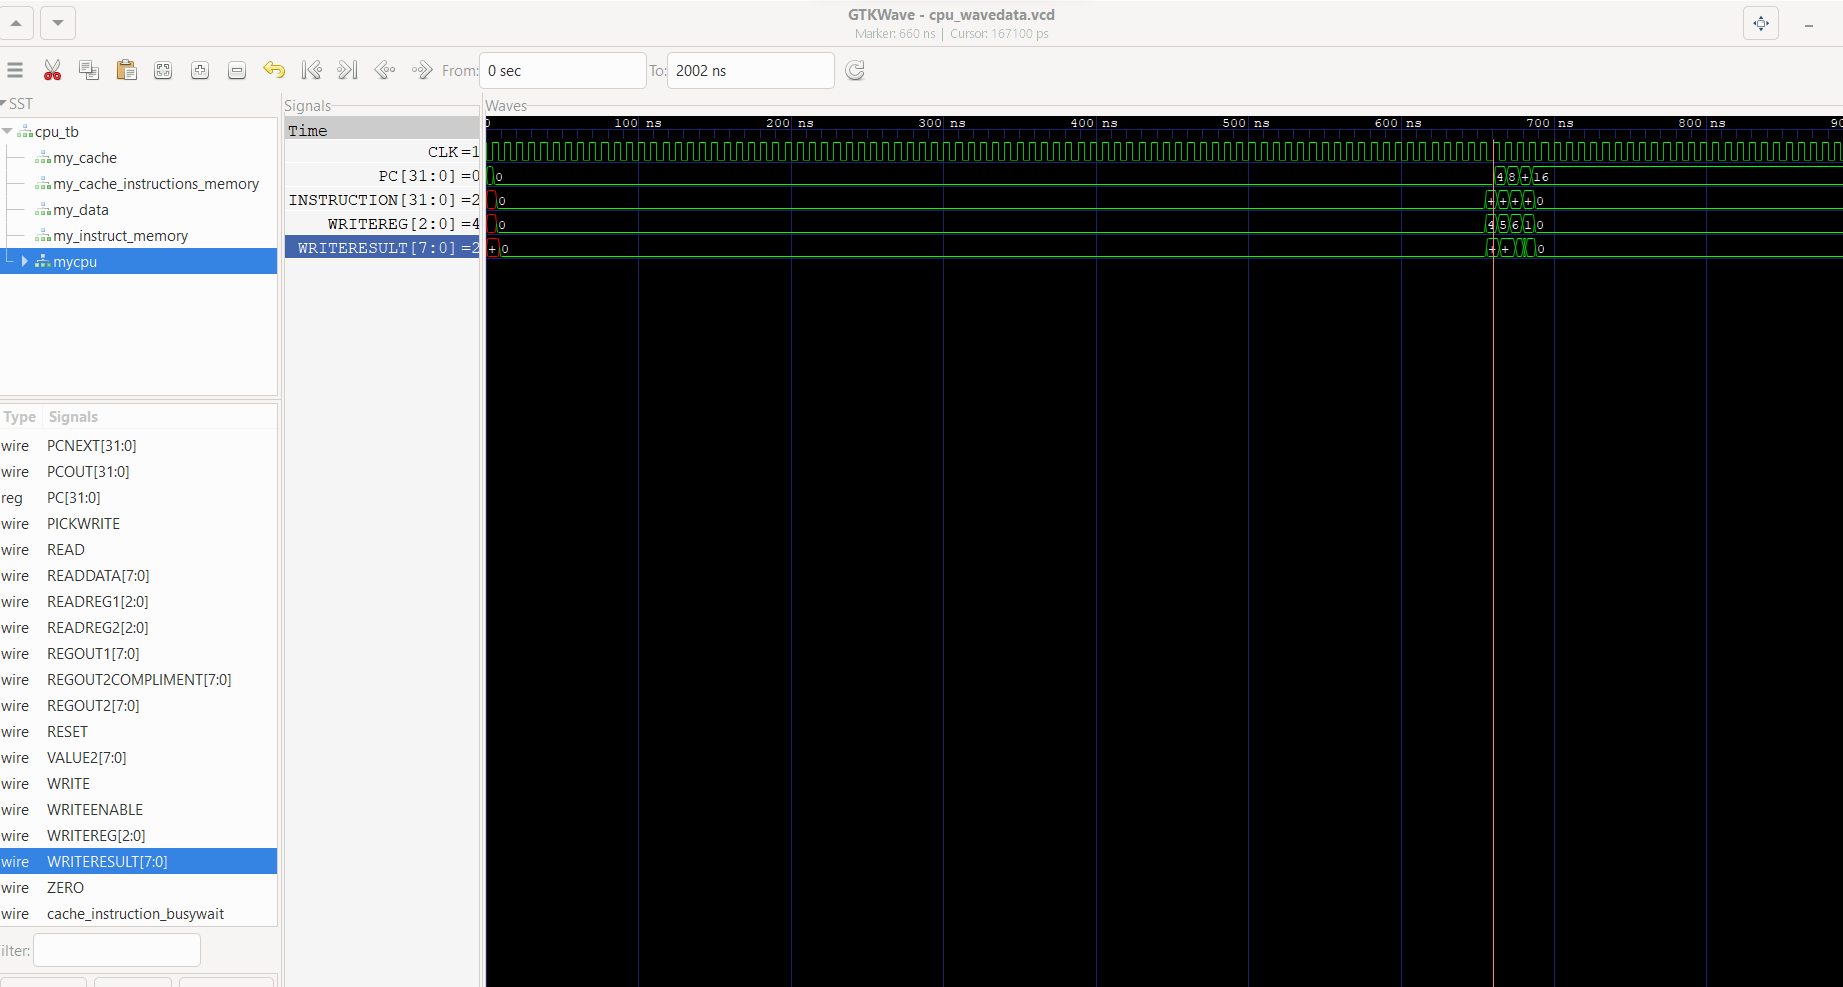 GTKWave - cpu_wavedata.vcd
Marker: 660 ns | Cursor: 167100 ps
From: 0 sec To: 2002 ns
SST
cpu_tb
my_cache
my_cache_instructions_memory
my_data
my_instruct_memory
mycpu
Type Signals
wire PCNEXT[31:0]
wire PCOUT[31:0]
reg PC[31:0]
wire PICKWRITE
wire READ
wire READDATA[7:0]
wire READREG1[2:0]
wire READREG2[2:0]
wire REGOUT1[7:0]
wire REGOUT2COMPLIMENT[7:0]
wire REGOUT2[7:0]
wire RESET
wire VALUE2[7:0]
wire WRITE
wire WRITEENABLE
wire WRITEREG[2:0]
wire WRITERESULT[7:0]
wire ZERO
wire cache_instruction_busywait
ilter:
Signals
Time
CLK=1
PC[31:0]=0
INSTRUCTION[31:0]=2
WRITEREG[2:0]=4
WRITERESULT[7:0]=2
Waves
0 100 ns 200 ns 300 ns 400 ns 500 ns 600 ns 700 ns 800 ns 90
0 4 8 + 16
0 + + + + 0
0 4 5 6 1 0
+ 0 + + 0